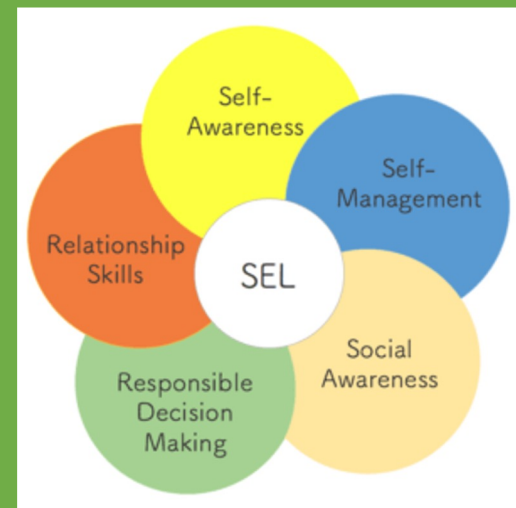 Self-
Awareness
Self-
Management
Relationship
Skills
SEL
Social
Awareness
Responsible
Decision
Making